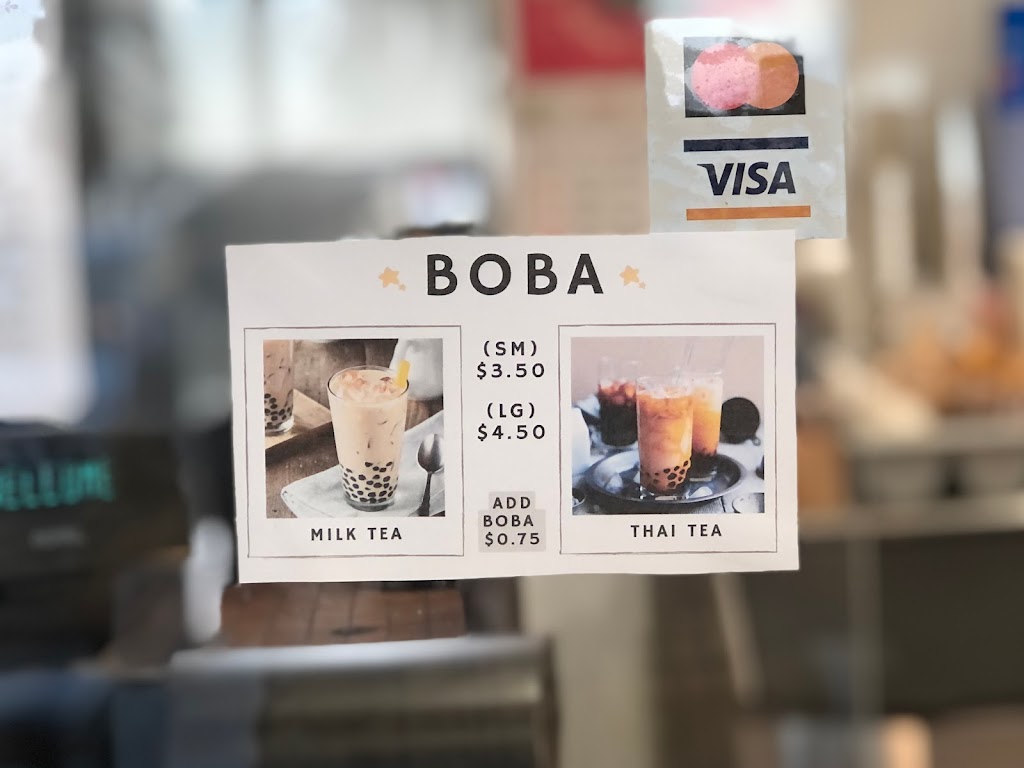 VISA
BOBA
(SM)
$3.50
(LG)
$4.50
ADD
BOBA
$0.75
MILK TEA
THAI TEA